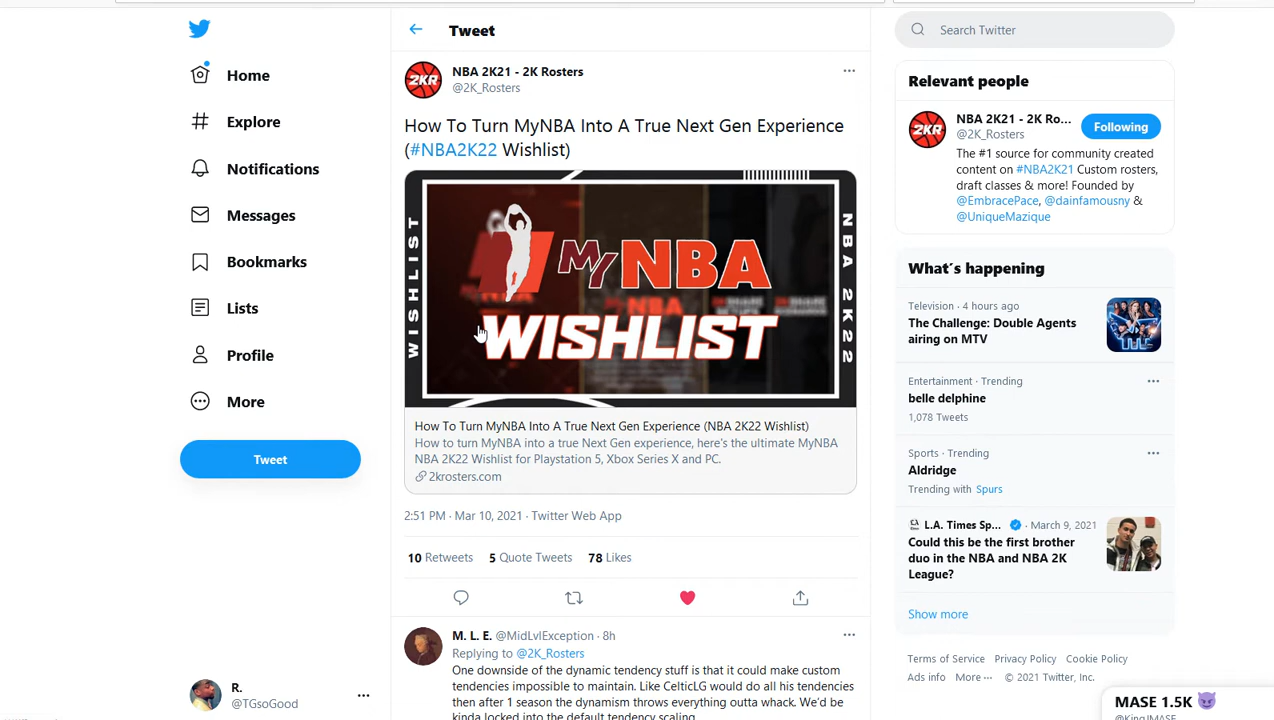 Tweet
Search Twitter
Home
Explore
Notifications
Messages
Bookmarks
Lists
Profile
More
Tweet
R.
@TGsoGood
2KR
NBA 2K21 - 2K Rosters
@2K_Rosters
How To Turn MyNBA Into A True Next Gen Experience
(#NBA2K22 Wishlist)
WISHLIST
MyNBA
WISHLIST
NBA 2K22
How To Turn MyNBA Into A True Next Gen Experience (NBA 2K22 Wishlist)
How to turn MyNBA into a true Next Gen experience, here's the ultimate MyNBA
NBA 2K22 Wishlist for Playstation 5, Xbox Series X and PC.
2krosters.com
2:51 PM · Mar 10, 2021 · Twitter Web App
10 Retweets 5 Quote Tweets 78 Likes
M. L. E. @MidLvlException · 8h
Replying to @2K_Rosters
One downside of the dynamic tendency stuff is that it could make custom
tendencies impossible to maintain. Like CelticLG would do all his tendencies
then after 1 season the dynamism throws everything outta whack. We'd be
kinda locked into the default tendency scaling.
Relevant people
2KR
NBA 2K21 - 2K Ro...
@2K_Rosters
Following
The #1 source for community created
content on #NBA2K21 Custom rosters,
draft classes & more! Founded by
@EmbracePace, @dainfamousny &
@UniqueMazique
What's happening
Television · 4 hours ago
The Challenge: Double Agents
airing on MTV
Entertainment · Trending
belle delphine
1,078 Tweets
Sports · Trending
Aldridge
Trending with Spurs
L.A. Times Sp... · March 9, 2021
Could this be the first brother
duo in the NBA and NBA 2K
League?
Show more
Terms of Service Privacy Policy Cookie Policy
Ads info More ··· © 2021 Twitter, Inc.
MASE 1.5K 😈
@KingJMASE